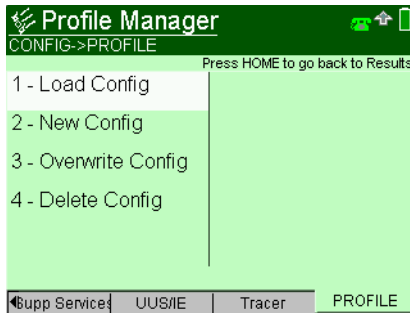 Profile Manager
CONFIG->PROFILE
Press HOME to go back to Results
1 - Load Config
2 - New Config
3 - Overwrite Config
4 - Delete Config
Supp Services UUS/IE Tracer PROFILE